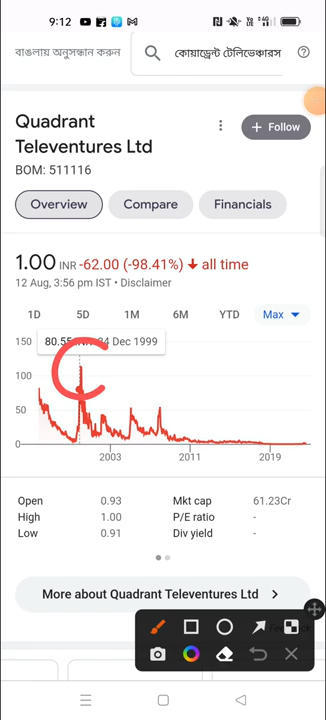 9:12
বাঙলায় অনুসন্ধান করুন
কোয়াড্রেন্ট টেলিভেঞ্চারস
Quadrant
Televentures Ltd
BOM: 511116
+ Follow
Overview
Compare
Financials
1.00 INR -62.00 (-98.41%) all time
12 Aug, 3:56 pm IST • Disclaimer
1D 5D 1M 6M YTD Max
80.55 24 Dec 1999
150
100
50
0
2003 2011 2019
Open 0.93 Mkt cap 61.23Cr
High 1.00 P/E ratio -
Low 0.91 Div yield -
More about Quadrant Televentures Ltd